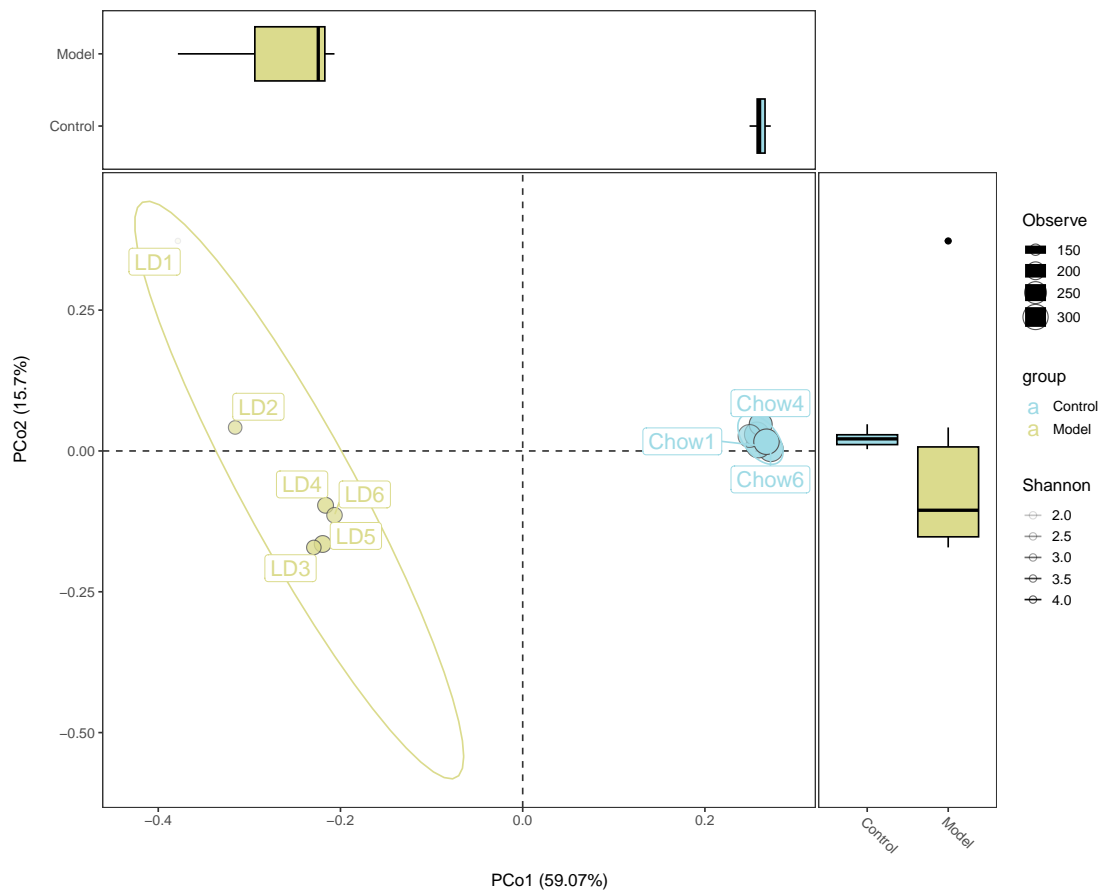 Model
Control
LD1
LD2
LD4
LD6
LD5
LD3
Chow4
Chow1
Chow6
0.25
0.00
−0.25
−0.50
−0.4
−0.2
0.0
0.2
PCo1 (59.07%)
PCo2 (15.7%)
Control
Model
Observe
150
200
250
300
group
a Control
a Model
Shannon
2.0
2.5
3.0
3.5
4.0